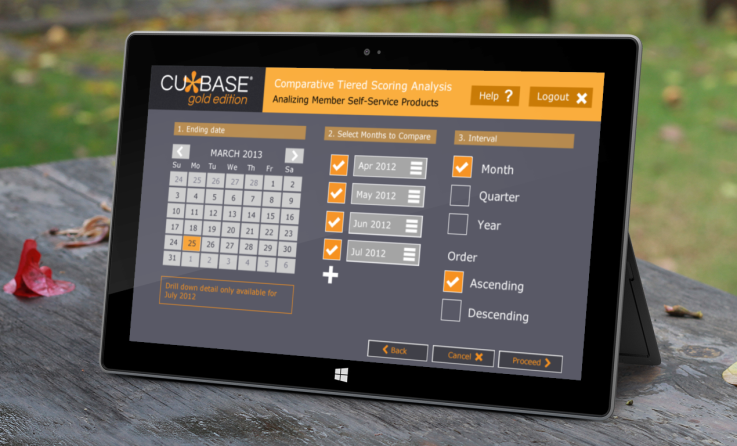 CU*BASE®
gold edition
Comparative Tiered Scoring Analysis
Analizing Member Self-Service Products
Help ?
Logout
1. Ending date
MARCH 2013
Su Mo Tu We Th Fr Sa
24 25 26 27 28 1 2
3 4 5 6 7 8 9
10 11 12 13 14 15 16
17 18 19 20 21 22 23
24 25 26 27 28 29 30
31 1 2 3 4 5 6
Drill down detail only available for
July 2012
2. Select Months to Compare
Apr 2012
May 2012
Jun 2012
Jul 2012
3. Interval
Month
Quarter
Year
Order
Ascending
Descending
Back
Cancel
Proceed